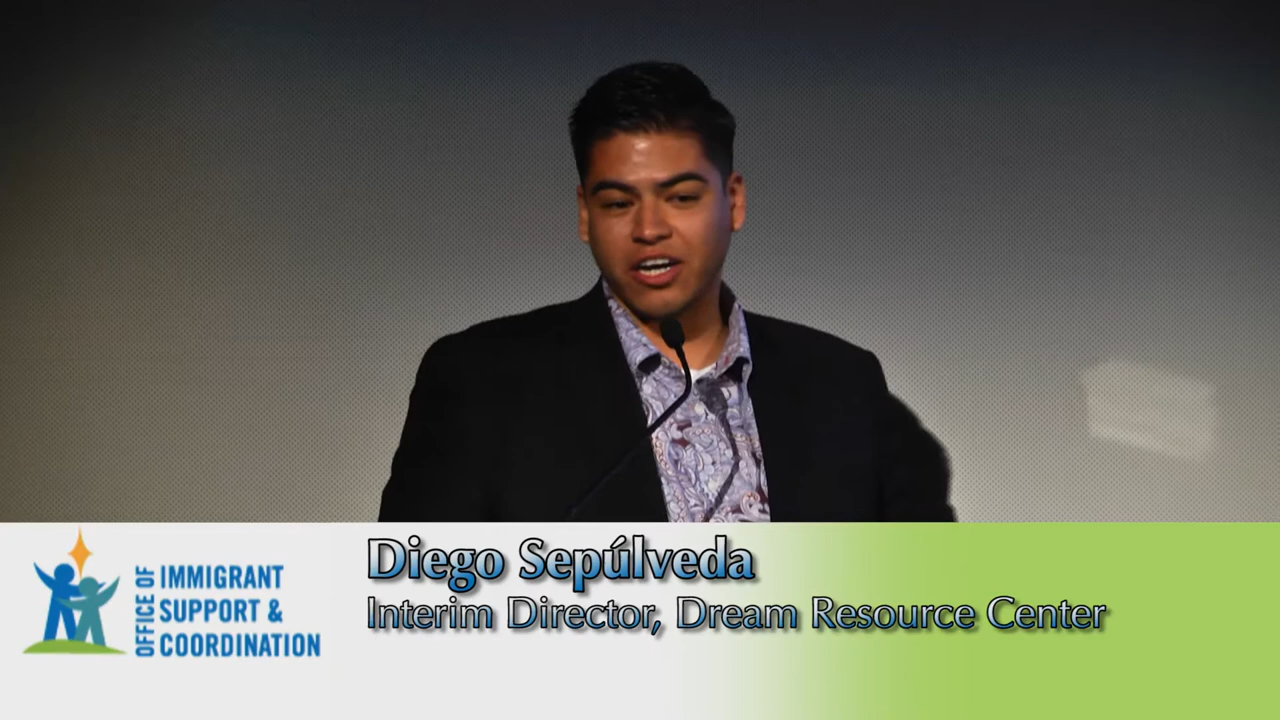 Diego Sepúlveda
Interim Director, Dream Resource Center
OFFICE OF
IMMIGRANT
SUPPORT &
COORDINATION